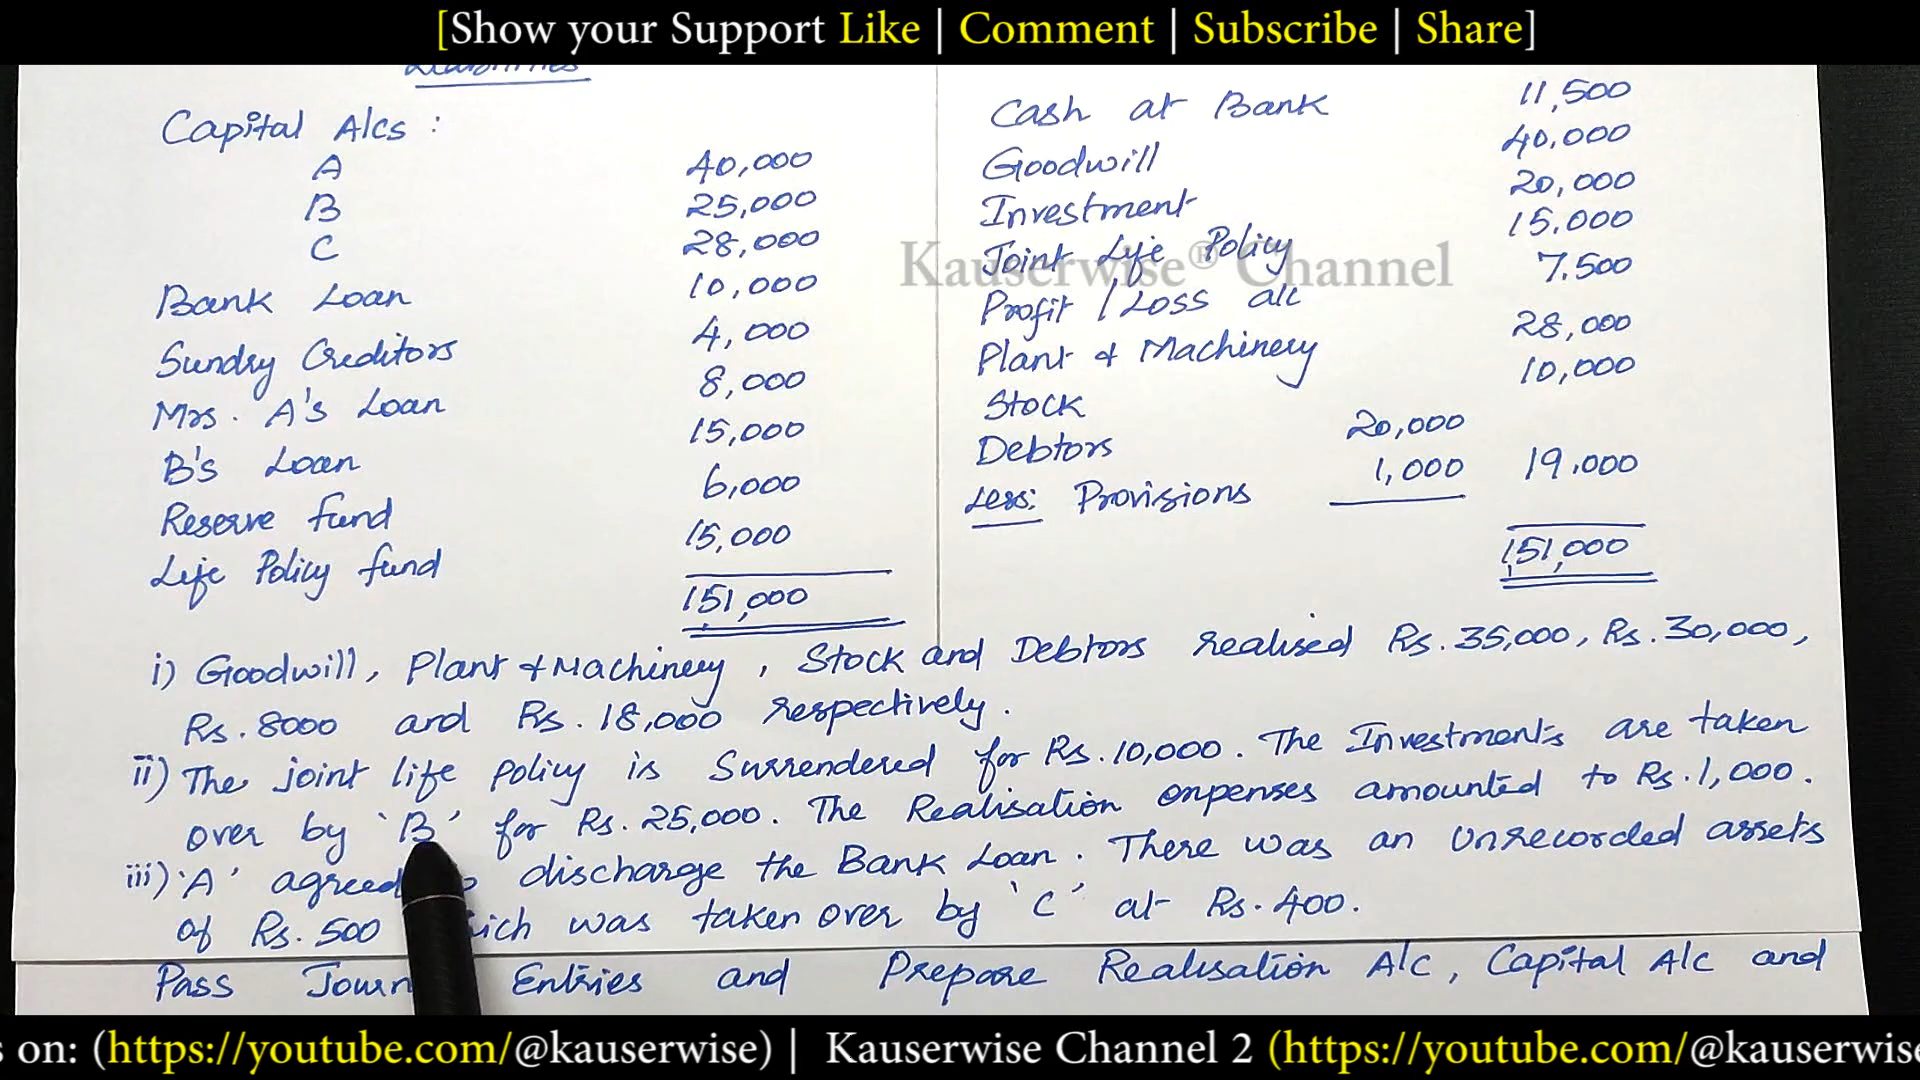 [Show your Support Like | Comment | Subscribe | Share]
Liabilities
Capital A/cs :
A 40,000
B 25,000
C 28,000
Bank Loan 10,000
Sundry Creditors 4,000
Mrs. A's Loan 8,000
B's Loan 15,000
Reserve fund 6,000
Life Policy fund 15,000
151,000
Cash at Bank 11,500
Goodwill 40,000
Investment 20,000
Joint Life Policy 15,000
Profit / Loss a/c 7,500
Plant & Machinery 28,000
Stock 10,000
Debtors 20,000
Less: Provisions 1,000 19,000
151,000
Kauserwise® Channel
i) Goodwill, Plant & Machinery, Stock and Debtors realised Rs. 35,000, Rs. 30,000,
Rs. 8000 and Rs. 18,000 respectively.
ii) The joint life policy is Surrendered for Rs. 10,000. The Investments are taken
over by 'B' for Rs. 25,000. The Realisation expenses amounted to Rs. 1,000.
iii) 'A' agreed discharge the Bank Loan. There was an Unrecorded assets
of Rs. 500 which was taken over by 'C' at Rs. 400.
Pass Entries and Prepare Realisation A/c, Capital A/c and
s on: (https://youtube.com/@kauserwise) | Kauserwise Channel 2 (https://youtube.com/@kauserwise